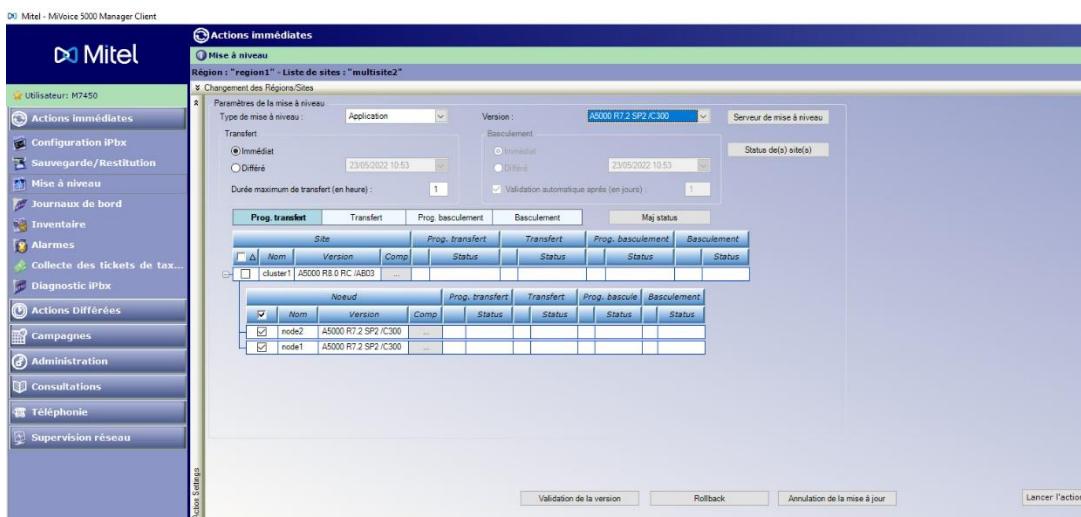 Mitel - MiVoice 5000 Manager Client
Mitel
Utilisateur: M7450
Actions immédiates
Configuration iPbx
Sauvegarde/Restitution
Mise à niveau
Journaux de bord
Inventaire
Alarmes
Collecte des tickets de tax...
Diagnostic iPbx
Actions Différées
Campagnes
Administration
Consultations
Téléphonie
Supervision réseau
Actions immédiates
Mise à niveau
Région : "region1" - Liste de sites : "multisite2"
Changement des Régions/Sites
Paramètres de la mise à niveau
Type de mise à niveau : Application Version : A5000 R7.2 SP2 /C300 Serveur de mise à niveau
Transfert Basculement
Immédiat Immédiat Status de(s) site(s)
Différé 23/05/2022 10:53 Différé 23/05/2022 10:53
Durée maximum de transfert (en heure) : 1 Validation automatique après (en jours) : 1
Prog. transfert Transfert Prog. basculement Basculement Maj status
Site Prog. transfert Transfert Prog. basculement Basculement
Nom Version Comp Status Status Status Status
cluster1 A5000 R8.0 RC /AB03 ...
Noeud Prog. transfert Transfert Prog. bascule Basculement
Nom Version Comp Status Status Status Status
node2 A5000 R7.2 SP2 /C300 ...
node1 A5000 R7.2 SP2 /C300 ...
Action Settings
Validation de la version Rollback Annulation de la mise à jour Lancer l'action